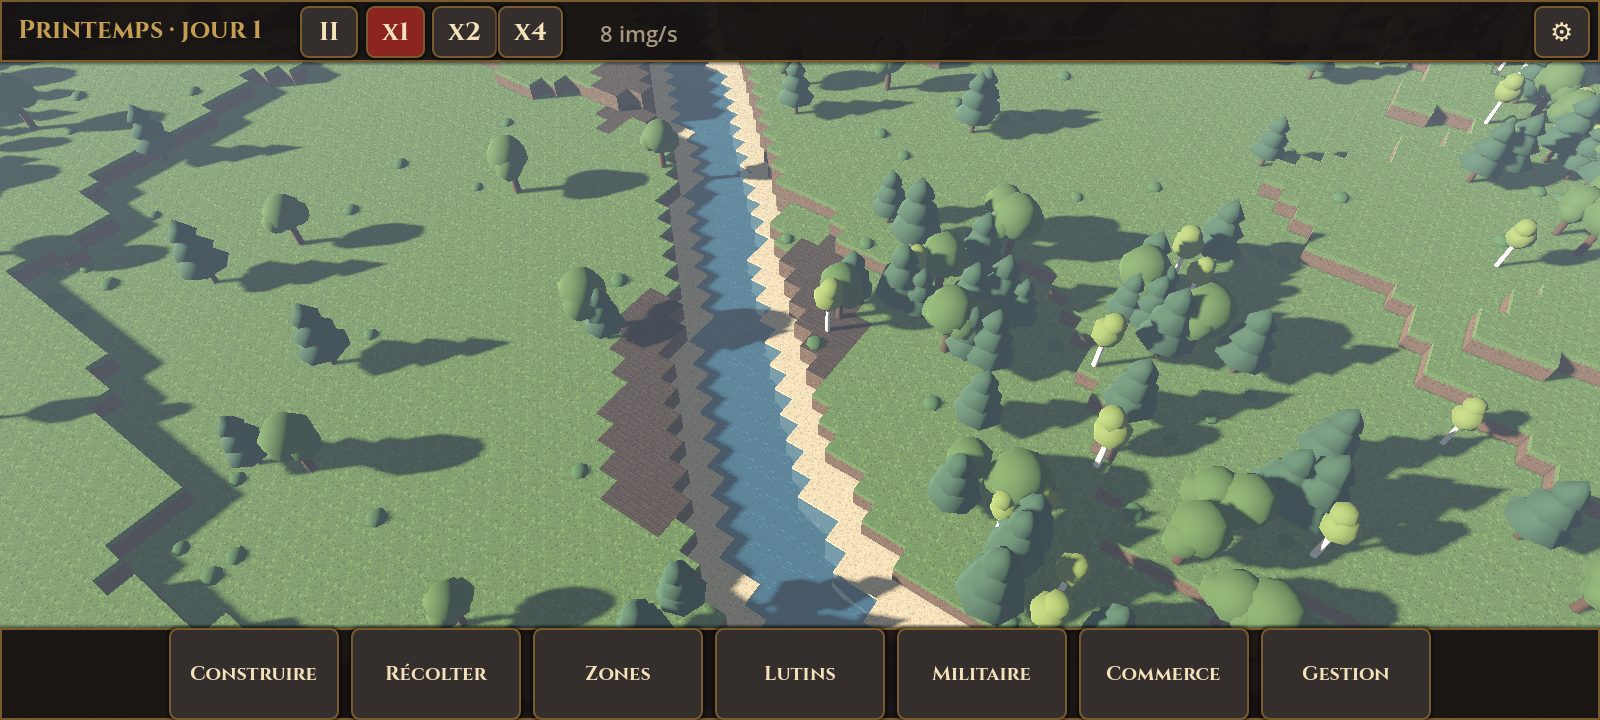 Printemps · jour 1
II
x1
x2
x4
8 img/s
Construire
Récolter
Zones
Lutins
Militaire
Commerce
Gestion